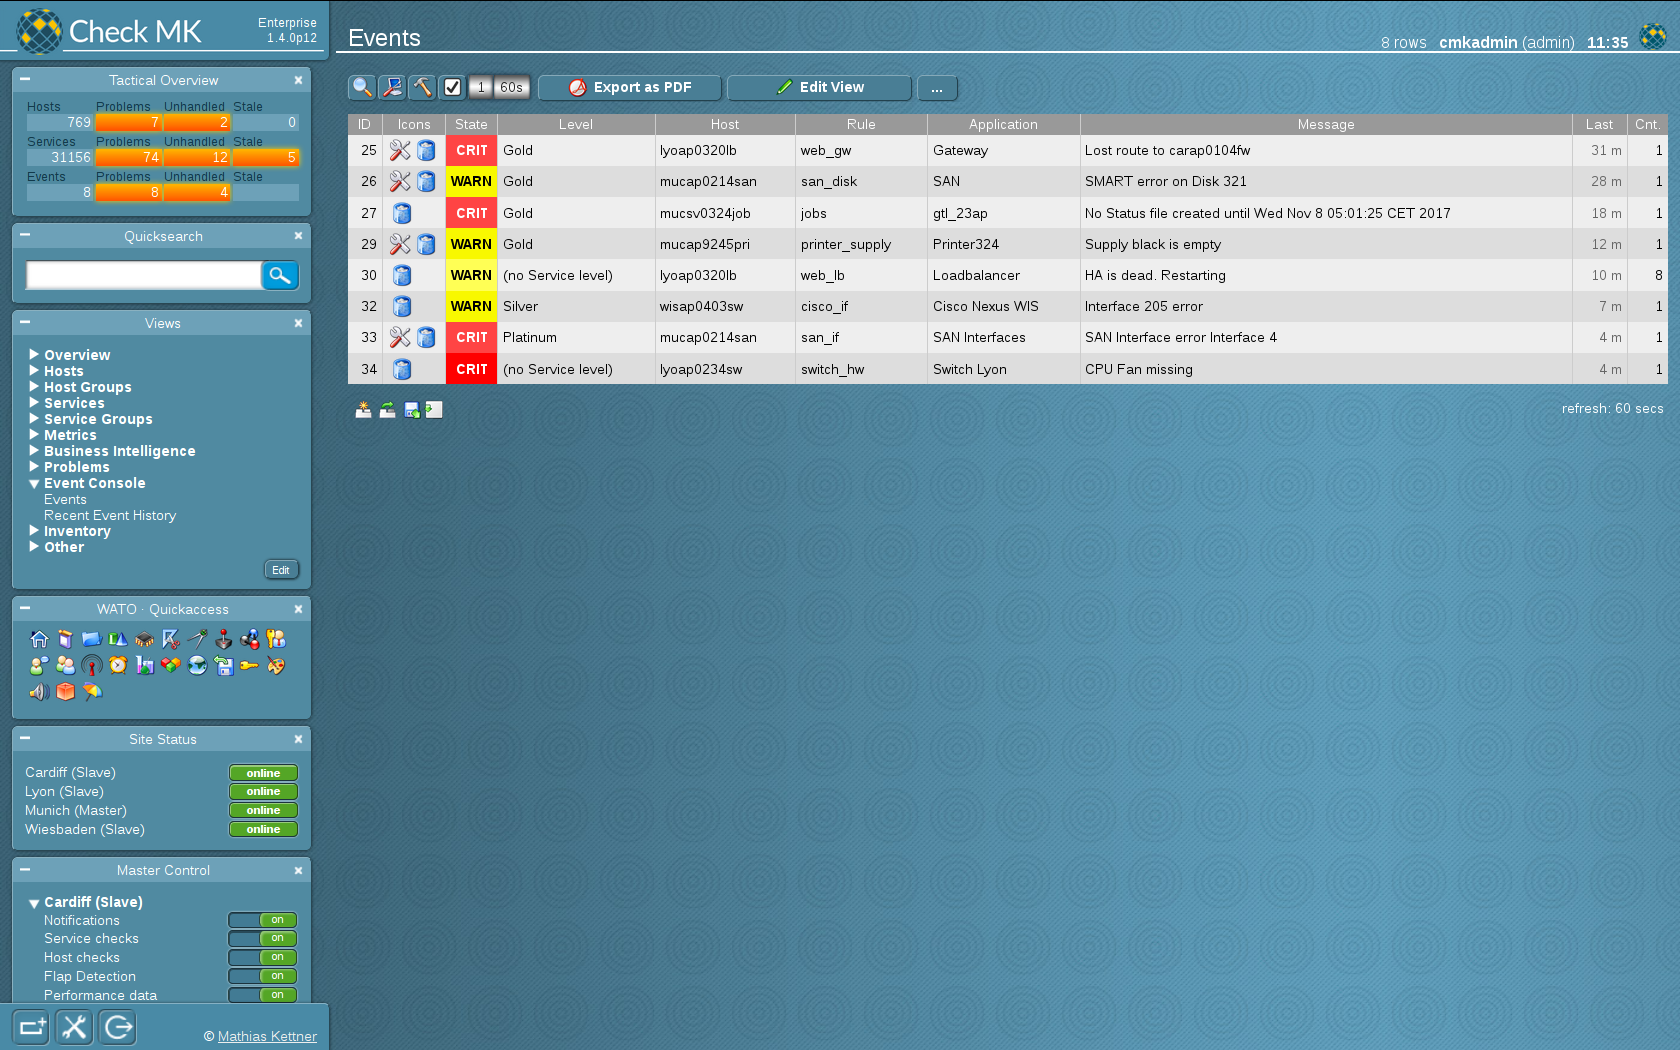 Check MK
Enterprise
1.4.0p12
Tactical Overview
Hosts Problems Unhandled Stale
769 7 2 0
Services Problems Unhandled Stale
31156 74 12 5
Events Problems Unhandled Stale
8 8 4
Quicksearch
Views
Overview
Hosts
Host Groups
Services
Service Groups
Metrics
Business Intelligence
Problems
Event Console
Events
Recent Event History
Inventory
Other
Edit
WATO · Quickaccess
Site Status
Cardiff (Slave) online
Lyon (Slave) online
Munich (Master) online
Wiesbaden (Slave) online
Master Control
Cardiff (Slave)
Notifications on
Service checks on
Host checks on
Flap Detection on
Performance data on
© Mathias Kettner
Events
8 rows cmkadmin (admin) 11:35
1 60s Export as PDF Edit View ...
ID Icons State Level Host Rule Application Message Last Cnt.
25 CRIT Gold lyoap0320lb web_gw Gateway Lost route to carap0104fw 31 m 1
26 WARN Gold mucap0214san san_disk SAN SMART error on Disk 321 28 m 1
27 CRIT Gold mucsv0324job jobs gtl_23ap No Status file created until Wed Nov 8 05:01:25 CET 2017 18 m 1
29 WARN Gold mucap9245pri printer_supply Printer324 Supply black is empty 12 m 1
30 WARN (no Service level) lyoap0320lb web_lb Loadbalancer HA is dead. Restarting 10 m 8
32 WARN Silver wisap0403sw cisco_if Cisco Nexus WIS Interface 205 error 7 m 1
33 CRIT Platinum mucap0214san san_if SAN Interfaces SAN Interface error Interface 4 4 m 1
34 CRIT (no Service level) lyoap0234sw switch_hw Switch Lyon CPU Fan missing 4 m 1
refresh: 60 secs